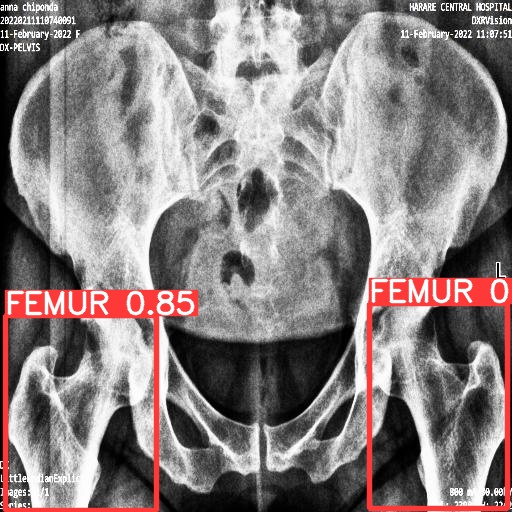 anna chiponda
20220211110740091
11-February-2022 F
DX-PELVIS
HARARE CENTRAL HOSPITAL
DXRVision
11-February-2022 11:07:51
L
FEMUR 0.85
FEMUR 0